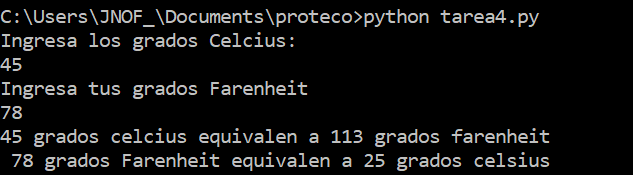 C:\Users\JNOF_\Documents\proteco>python tarea4.py
Ingresa los grados Celcius:
45
Ingresa tus grados Farenheit
78
45 grados celcius equivalen a 113 grados farenheit
 78 grados Farenheit equivalen a 25 grados celsius